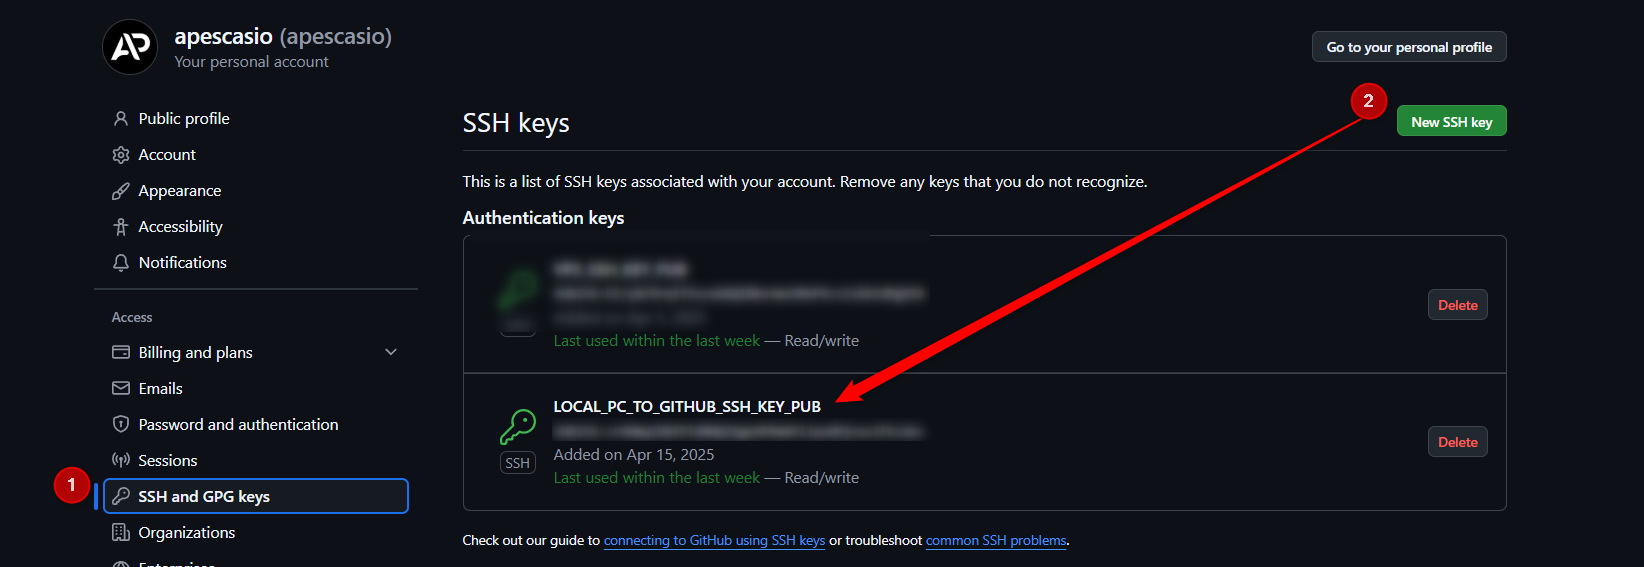 AP
apescasio (apescasio)
Your personal account
Go to your personal profile
Public profile
Account
Appearance
Accessibility
Notifications
Access
Billing and plans
Emails
Password and authentication
Sessions
1
SSH and GPG keys
Organizations
Enterprises
SSH keys
2
New SSH key
This is a list of SSH keys associated with your account. Remove any keys that you do not recognize.
Authentication keys
Last used within the last week — Read/write
Delete
LOCAL_PC_TO_GITHUB_SSH_KEY_PUB
SSH
Added on Apr 15, 2025
Last used within the last week — Read/write
Delete
Check out our guide to connecting to GitHub using SSH keys or troubleshoot common SSH problems.